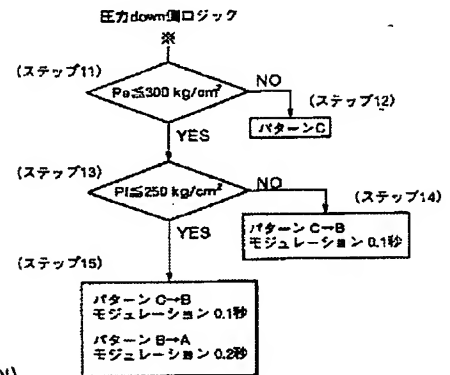 圧力down側ロジック
※
(ステップ11)
Pe≦300 kg/cm²
NO
(ステップ12)
パターンC
YES
(ステップ13)
Pf≦250 kg/cm²
NO
(ステップ14)
パターン C→B
モジュレーション 0.1秒
YES
(ステップ15)
パターン C→B
モジュレーション 0.1秒
パターン B→A
モジュレーション 0.2秒